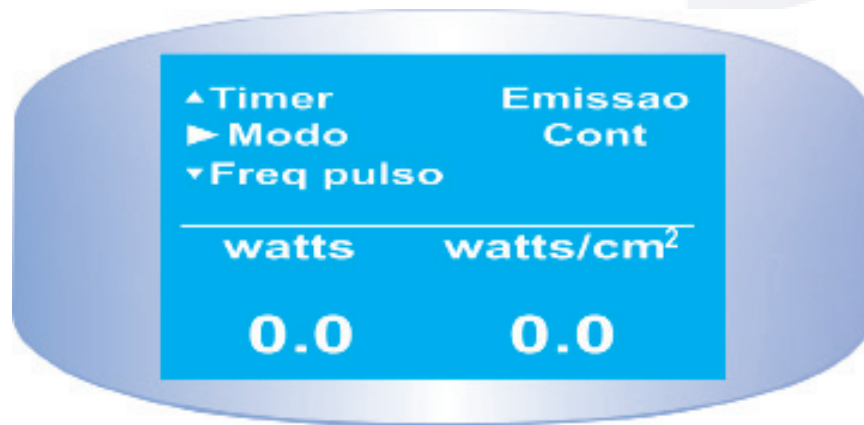 ▲Timer Emissao
►Modo Cont
▼Freq pulso
watts watts/cm²
0.0 0.0